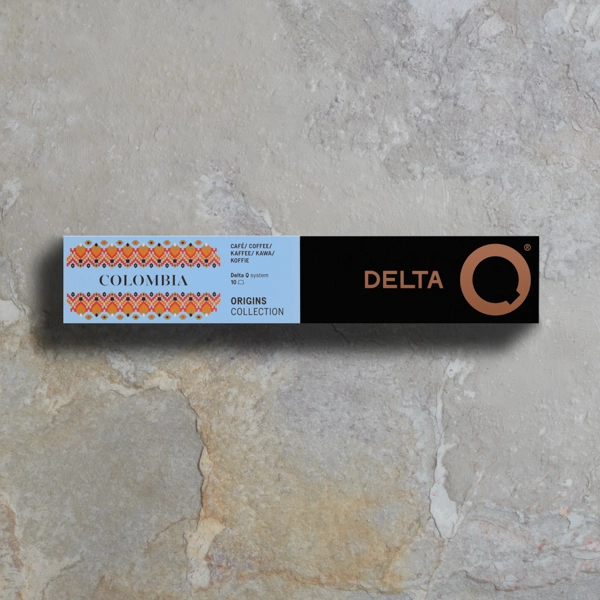 COLOMBIA
CAFÉ/ COFFEE/
KAFFEE/ KAWA/
KOFFIE
Delta Q system
10
ORIGINS
COLLECTION
DELTA Q®